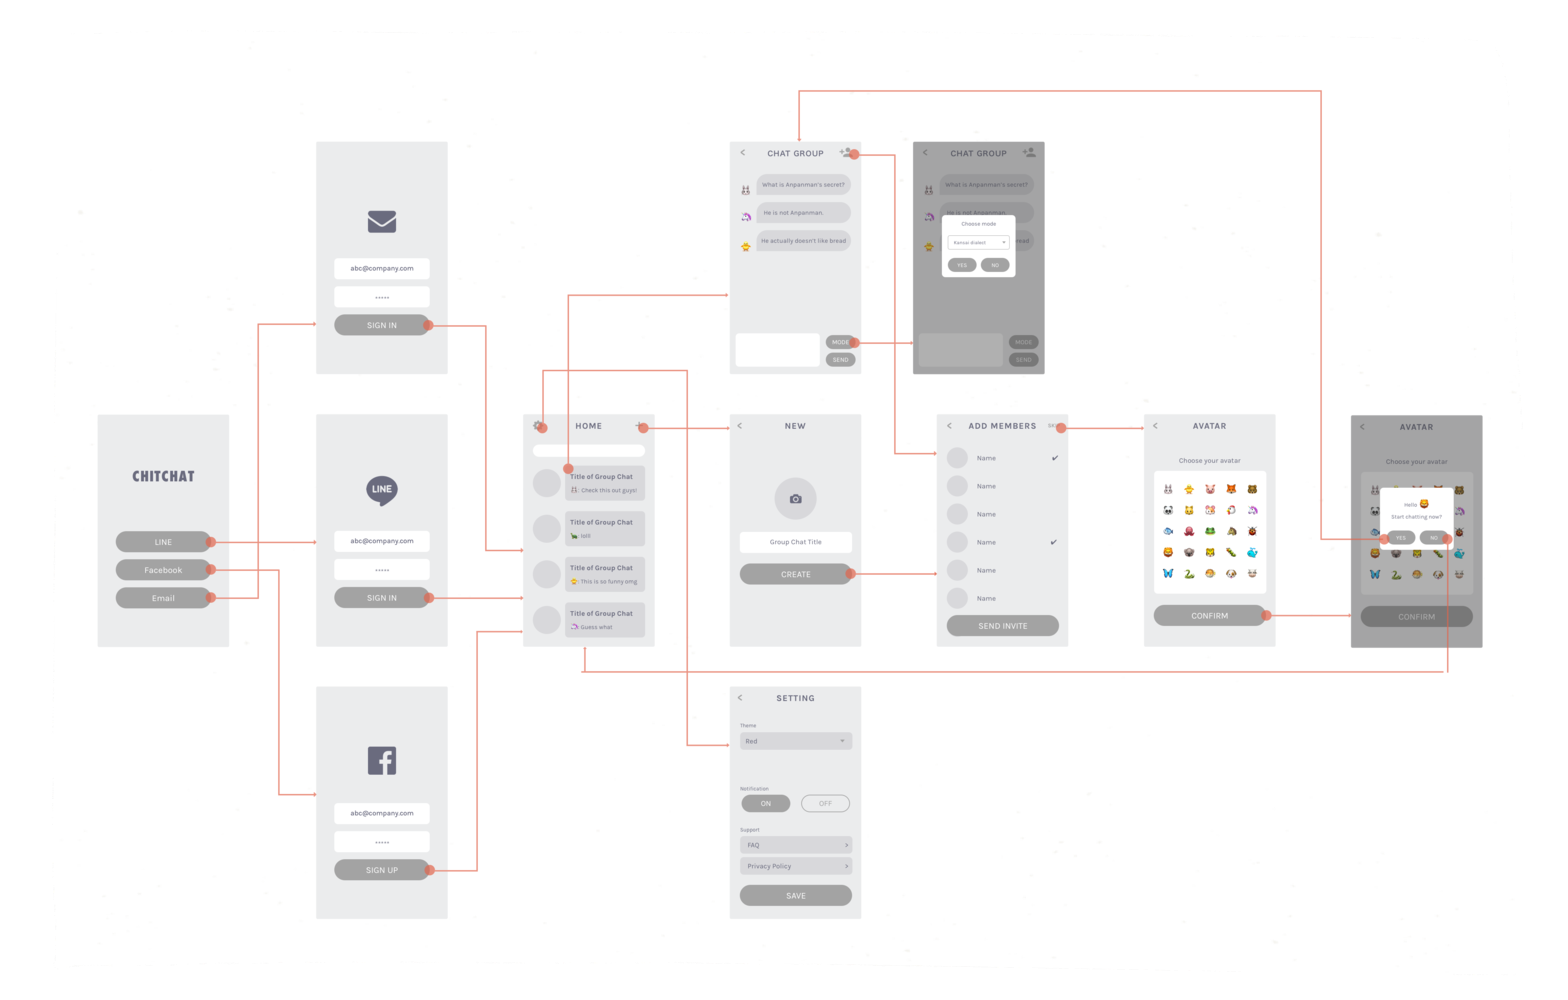 CHITCHAT
LINE
Facebook
Email
abc@company.com
•••••
SIGN IN
LINE
abc@company.com
•••••
SIGN IN
abc@company.com
•••••
SIGN UP
HOME
Title of Group Chat
: Check this out guys!
Title of Group Chat
: lolll
Title of Group Chat
: This is so funny omg
Title of Group Chat
: Guess what
< CHAT GROUP
What is Anpanman's secret?
He is not Anpanman.
He actually doesn't like bread
MODE
SEND
< CHAT GROUP
What is Anpanman's secret?
He is not Anpanman.
bread
Choose mode
Kansai dialect
YES NO
MODE
SEND
< NEW
Group Chat Title
CREATE
< SETTING
Theme
Red
Notification
ON OFF
Support
FAQ >
Privacy Policy >
SAVE
< ADD MEMBERS
Name ✓
Name
Name
Name ✓
Name
Name
SEND INVITE
< AVATAR
Choose your avatar
CONFIRM
< AVATAR
Choose your avatar
Hello
Start chatting now?
YES NO
CONFIRM